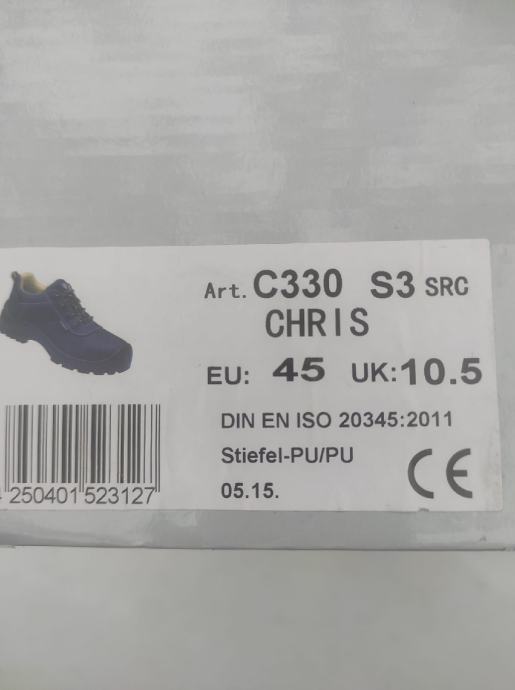 Art. C330 S3 SRC
CHRIS
EU: 45 UK: 10.5
DIN EN ISO 20345:2011
Stiefel-PU/PU
05.15.
CE
250401 523127